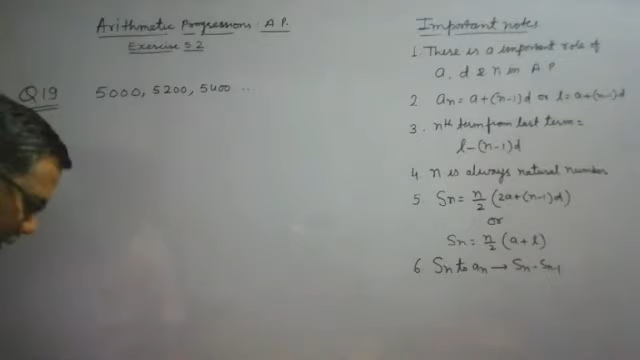 Arithmetic Progressions A.P.
Exercise 5.2
Q19 5000, 5200, 5400 ...
Important notes
1. There is a important role of
a, d & n in A.P
2 an = a+(n-1)d or l = a+(n-1)d
3. nth term from last term =
l-(n-1)d
4. n is always natural number
5 Sn = n/2 (2a+(n-1)d)
or
Sn = n/2 (a+l)
6 Sn to an → Sn - Sn-1